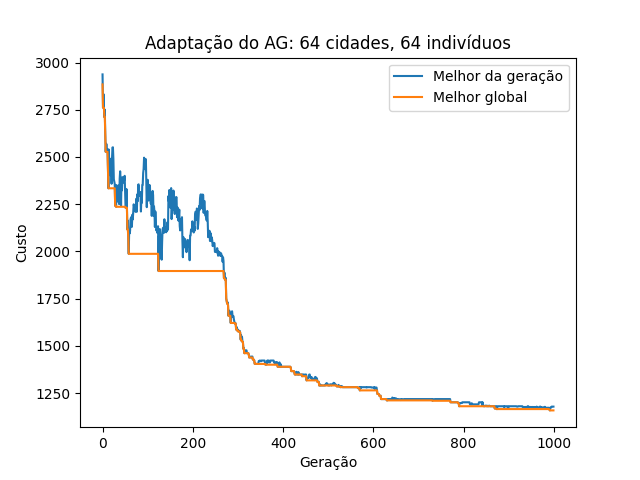 Adaptação do AG: 64 cidades, 64 indivíduos
Melhor da geração
Melhor global
3000
2750
2500
2250
2000
1750
1500
1250
Custo
0 200 400 600 800 1000
Geração